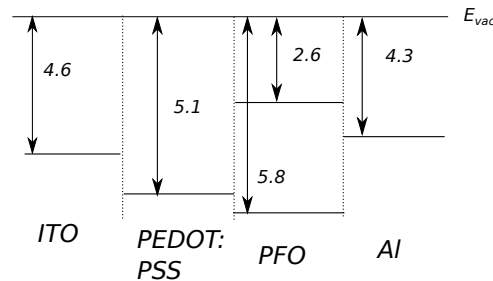 E_vac
4.6
5.1
2.6
4.3
5.8
ITO
PEDOT:
PSS
PFO
Al